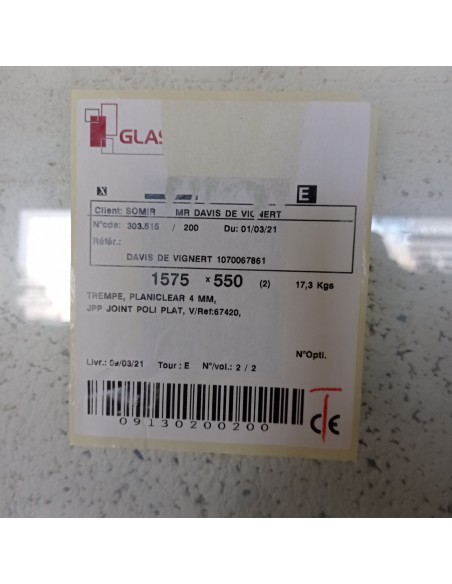 GLAS
X E
Client: SOMIR MR DAVIS DE VIGNERT
N°cde: 303.515 / 200 Du: 01/03/21
Référ.:
DAVIS DE VIGNERT 1070067861
1575 x 550 (2) 17,3 Kgs
TREMPE, PLANICLEAR 4 MM,
JPP JOINT POLI PLAT, V/Ref:67420,
N°Opti.
Livr.: 09/03/21 Tour : E N°/vol.: 2 / 2
09130200200
CE